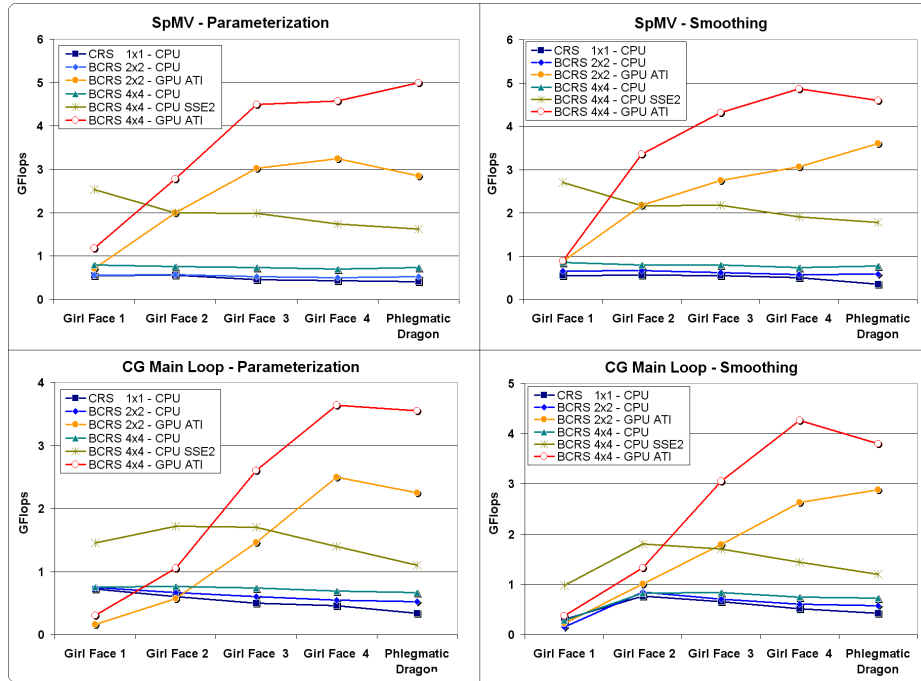 SpMV - Parameterization
6
5
4
3
2
1
0
GFlops
CRS 1x1 - CPU
BCRS 2x2 - CPU
BCRS 2x2 - GPU ATI
BCRS 4x4 - CPU
BCRS 4x4 - CPU SSE2
BCRS 4x4 - GPU ATI
Girl Face 1 Girl Face 2 Girl Face 3 Girl Face 4 Phlegmatic
Dragon
SpMV - Smoothing
6
5
4
3
2
1
0
GFlops
CRS 1x1 - CPU
BCRS 2x2 - CPU
BCRS 2x2 - GPU ATI
BCRS 4x4 - CPU
BCRS 4x4 - CPU SSE2
BCRS 4x4 - GPU ATI
Girl Face 1 Girl Face 2 Girl Face 3 Girl Face 4 Phlegmatic
Dragon
CG Main Loop - Parameterization
4
3
2
1
0
GFlops
CRS 1x1 - CPU
BCRS 2x2 - CPU
BCRS 2x2 - GPU ATI
BCRS 4x4 - CPU
BCRS 4x4 - CPU SSE2
BCRS 4x4 - GPU ATI
Girl Face 1 Girl Face 2 Girl Face 3 Girl Face 4 Phlegmatic
Dragon
CG Main Loop - Smoothing
5
4
3
2
1
0
GFlops
CRS 1x1 - CPU
BCRS 2x2 - CPU
BCRS 2x2 - GPU ATI
BCRS 4x4 - CPU
BCRS 4x4 - CPU SSE2
BCRS 4x4 - GPU ATI
Girl Face 1 Girl Face 2 Girl Face 3 Girl Face 4 Phlegmatic
Dragon